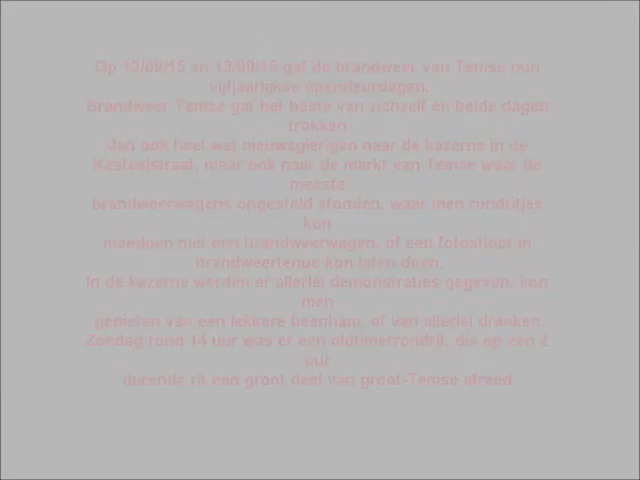 Op 12/09/15 en 13/09/15 gaf de brandweer van Temse hun
vijfjaarlijkse opendeurdagen.
Brandweer Temse gaf het beste van zichzelf en beide dagen
trokken
dan ook heel wat nieuwsgierigen naar de kazerne in de
Kasteelstraat, maar ook naar de markt van Temse waar de
meeste
brandweerwagens opgesteld stonden, waar men rondritjes
kon
meedoen met een brandweerwagen, of een fotoshoot in
brandweertenue kon laten doen.
In de kazerne werden er allerlei demonstraties gegeven, kon
men
genieten van een lekkere beenham, of van allerlei dranken.
Zondag rond 14 uur was er een oldtimerrondrit, die op een 2
uur
durende rit een groot deel van groot-Temse afreed.